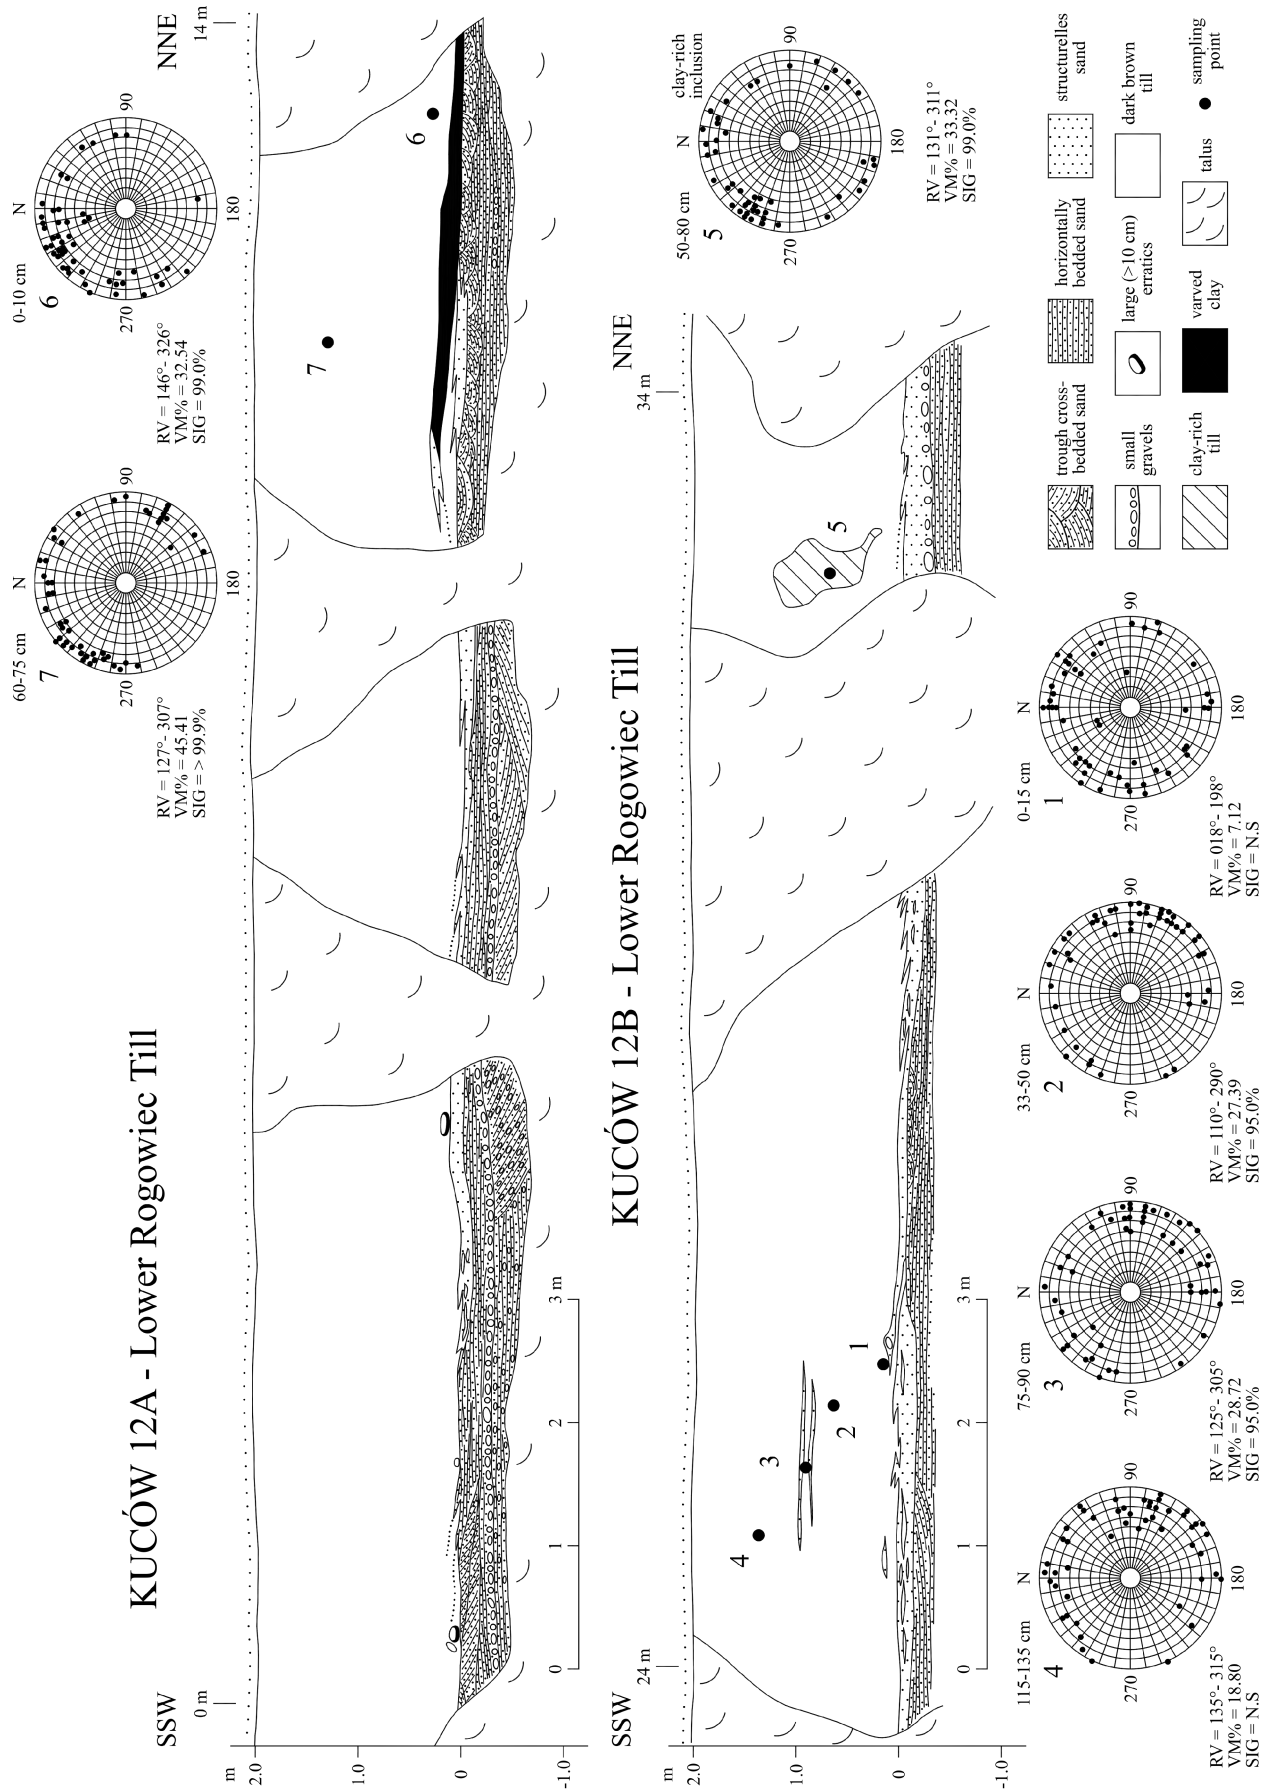 KUCÓW 12A - Lower Rogowiec Till
SSW
0 m
14 m
NNE
m
2.0
1.0
0
-1.0
0
1
2
3 m
7
6
60-75 cm
7
N
90
180
270
RV = 127°- 307°
VM% = 45.41
SIG = > 99.9%
0-10 cm
6
N
90
180
270
RV = 146°- 326°
VM% = 32.54
SIG = 99.0%
KUCÓW 12B - Lower Rogowiec Till
SSW
24 m
34 m
NNE
2.0
1.0
0
-1.0
0
1
2
3 m
4
3
2
1
5
50-80 cm
clay-rich
inclusion
5
N
90
180
270
RV = 131°- 311°
VM% = 33.32
SIG = 99.0%
115-135 cm
4
N
90
180
270
RV = 135°- 315°
VM% = 18.80
SIG = N.S
75-90 cm
3
N
90
180
270
RV = 125°- 305°
VM% = 28.72
SIG = 95.0%
33-50 cm
2
N
90
180
270
RV = 110°- 290°
VM% = 27.39
SIG = 95.0%
0-15 cm
1
N
90
180
270
RV = 018°- 198°
VM% = 7.12
SIG = N.S
trough cross-
bedded sand
horizontally
bedded sand
structurelles
sand
small
gravels
large (>10 cm)
erratics
dark brown
till
clay-rich
till
varved
clay
talus
sampling
point